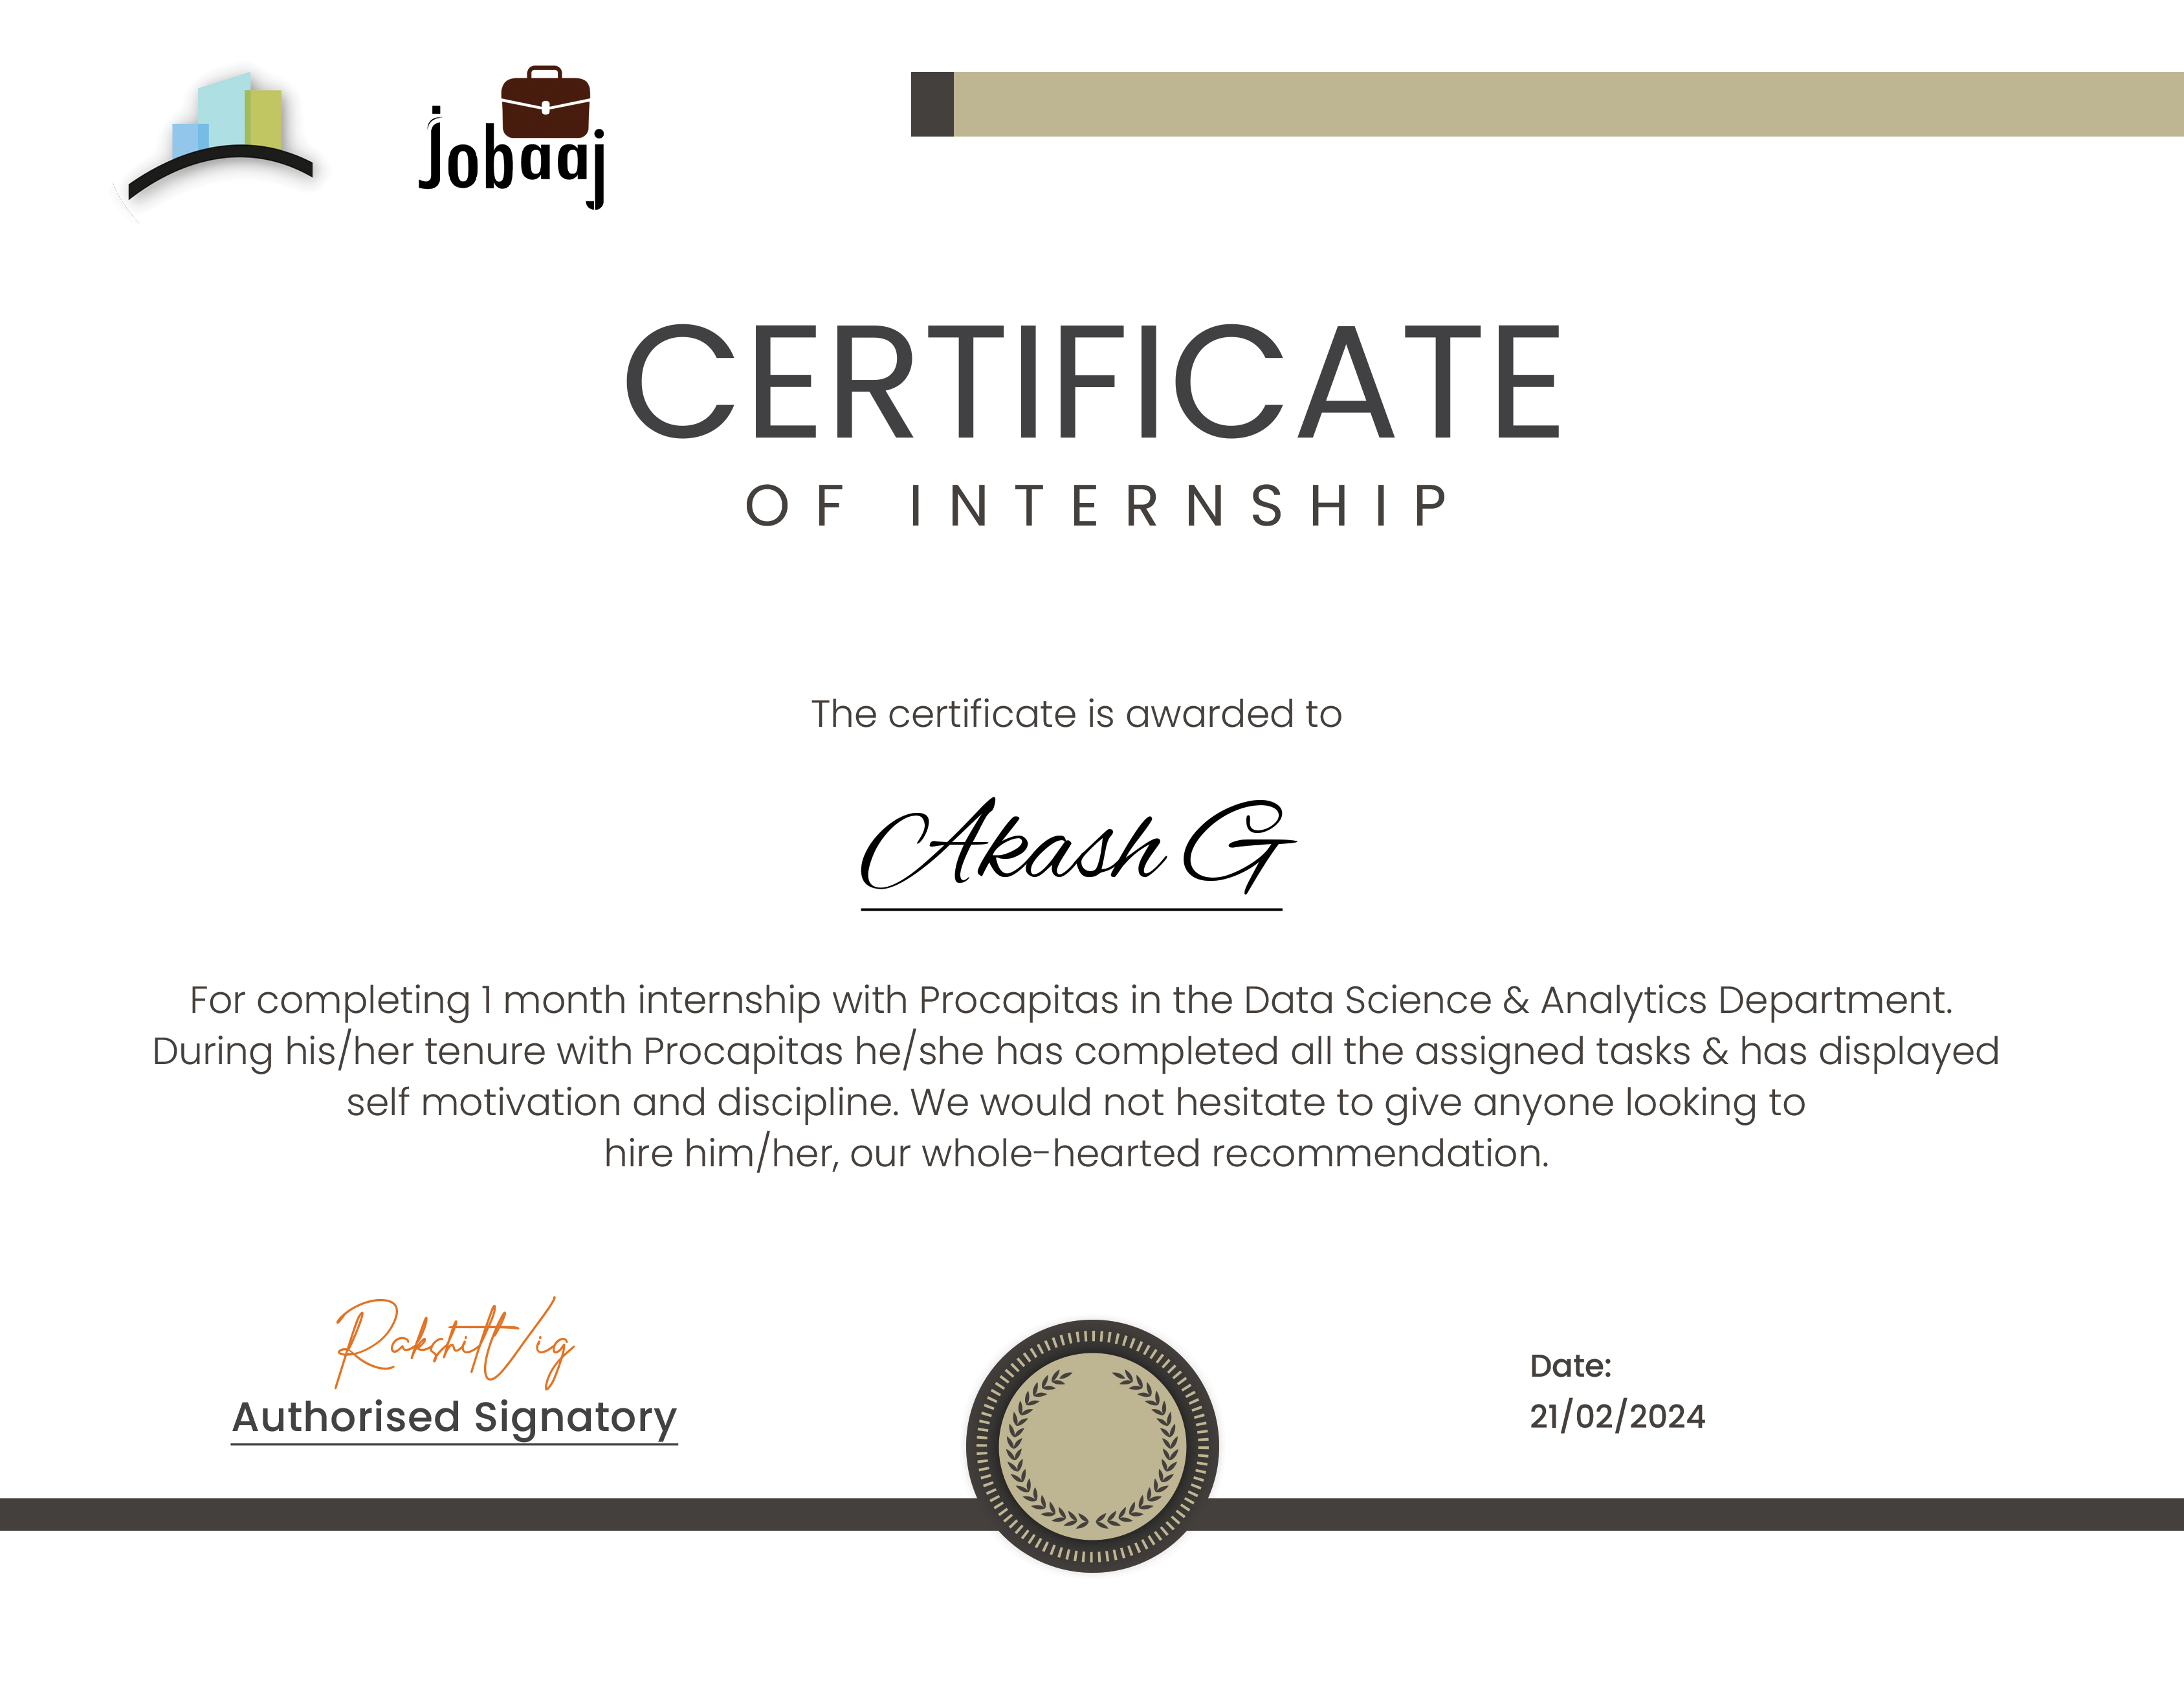 Jobaaj
CERTIFICATE
OF INTERNSHIP
The certificate is awarded to
Akash G
For completing 1 month internship with Procapitas in the Data Science & Analytics Department.
During his/her tenure with Procapitas he/she has completed all the assigned tasks & has displayed
self motivation and discipline. We would not hesitate to give anyone looking to
hire him/her, our whole-hearted recommendation.
Rakshit Vig
Authorised Signatory
Date:
21/02/2024